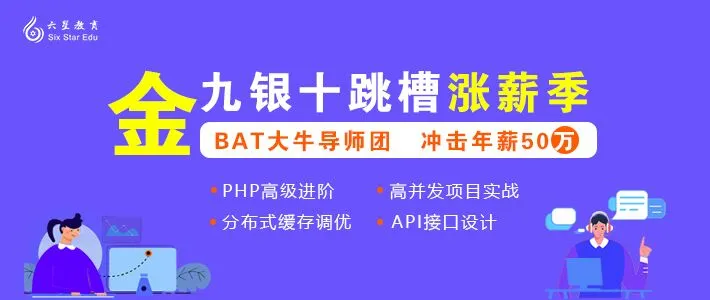 六星教育
Six Star Edu
金九银十跳槽涨薪季
BAT大牛导师团 冲击年薪50万
• PHP高级进阶 • 高并发项目实战
• 分布式缓存调优 • API接口设计